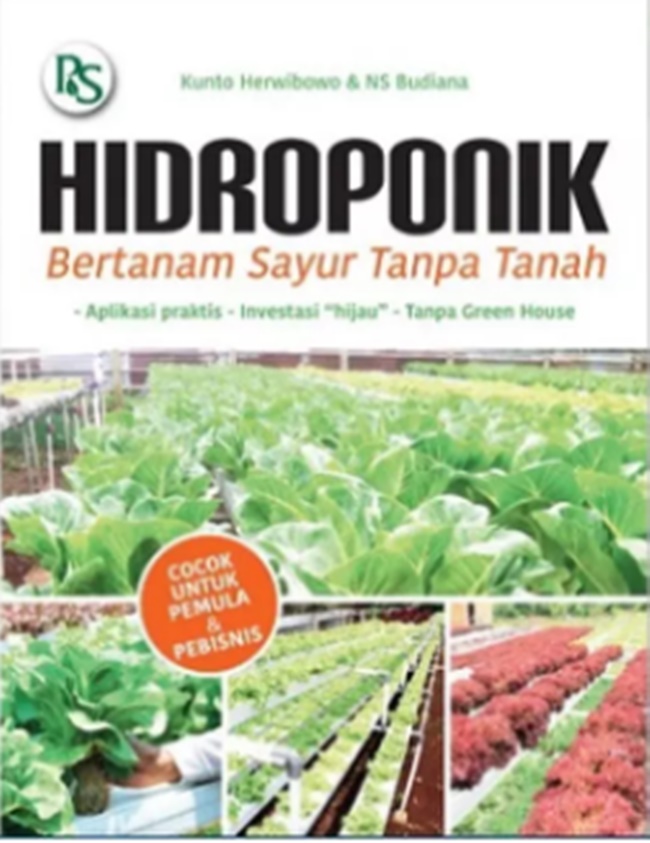 PS
Kunto Herwibowo & NS Budiana
HIDROPONIK
Bertanam Sayur Tanpa Tanah
- Aplikasi praktis - Investasi “hijau” - Tanpa Green House
COCOK
UNTUK
PEMULA
&
PEBISNIS